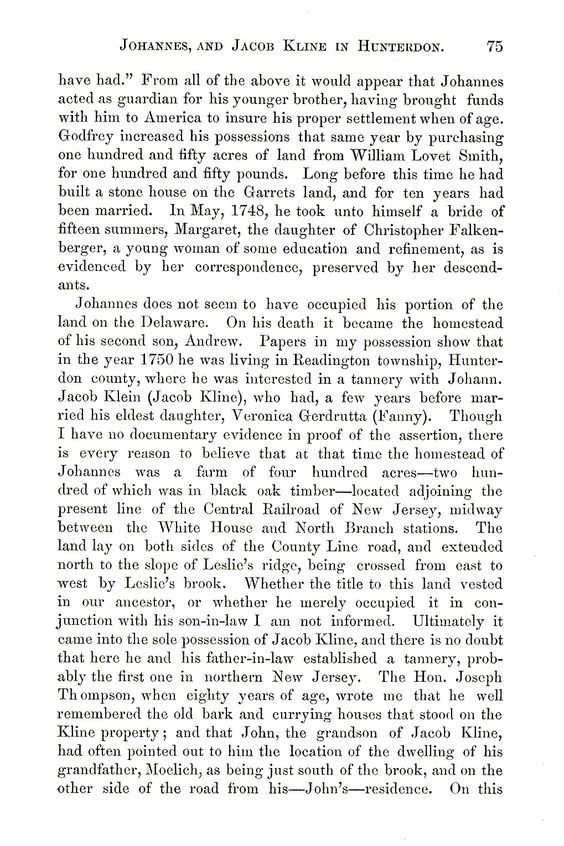 JOHANNES, AND JACOB KLINE IN HUNTERDON. 75
have had.” From all of the above it would appear that Johannes
acted as guardian for his younger brother, having brought funds
with him to America to insure his proper settlement when of age.
Godfrey increased his possessions that same year by purchasing
one hundred and fifty acres of land from William Lovet Smith,
for one hundred and fifty pounds. Long before this time he had
built a stone house on the Garrets land, and for ten years had
been married. In May, 1748, he took unto himself a bride of
fifteen summers, Margaret, the daughter of Christopher Falken-
berger, a young woman of some education and refinement, as is
evidenced by her correspondence, preserved by her descend-
ants.
Johannes does not seem to have occupied his portion of the
land on the Delaware. On his death it became the homestead
of his second son, Andrew. Papers in my possession show that
in the year 1750 he was living in Readington township, Hunter-
don county, where he was interested in a tannery with Johann.
Jacob Klein (Jacob Kline), who had, a few years before mar-
ried his eldest daughter, Veronica Gerdrutta (Fanny). Though
I have no documentary evidence in proof of the assertion, there
is every reason to believe that at that time the homestead of
Johannes was a farm of four hundred acres—two hun-
dred of which was in black oak timber—located adjoining the
present line of the Central Railroad of New Jersey, midway
between the White House and North Branch stations. The
land lay on both sides of the County Line road, and extended
north to the slope of Leslie’s ridge, being crossed from east to
west by Leslie’s brook. Whether the title to this land vested
in our ancestor, or whether he merely occupied it in con-
junction with his son-in-law I am not informed. Ultimately it
came into the sole possession of Jacob Kline, and there is no doubt
that here he and his father-in-law established a tannery, prob-
ably the first one in northern New Jersey. The Hon. Joseph
Thompson, when eighty years of age, wrote me that he well
remembered the old bark and currying houses that stood on the
Kline property; and that John, the grandson of Jacob Kline,
had often pointed out to him the location of the dwelling of his
grandfather, Moelich, as being just south of the brook, and on the
other side of the road from his—John’s—residence. On this